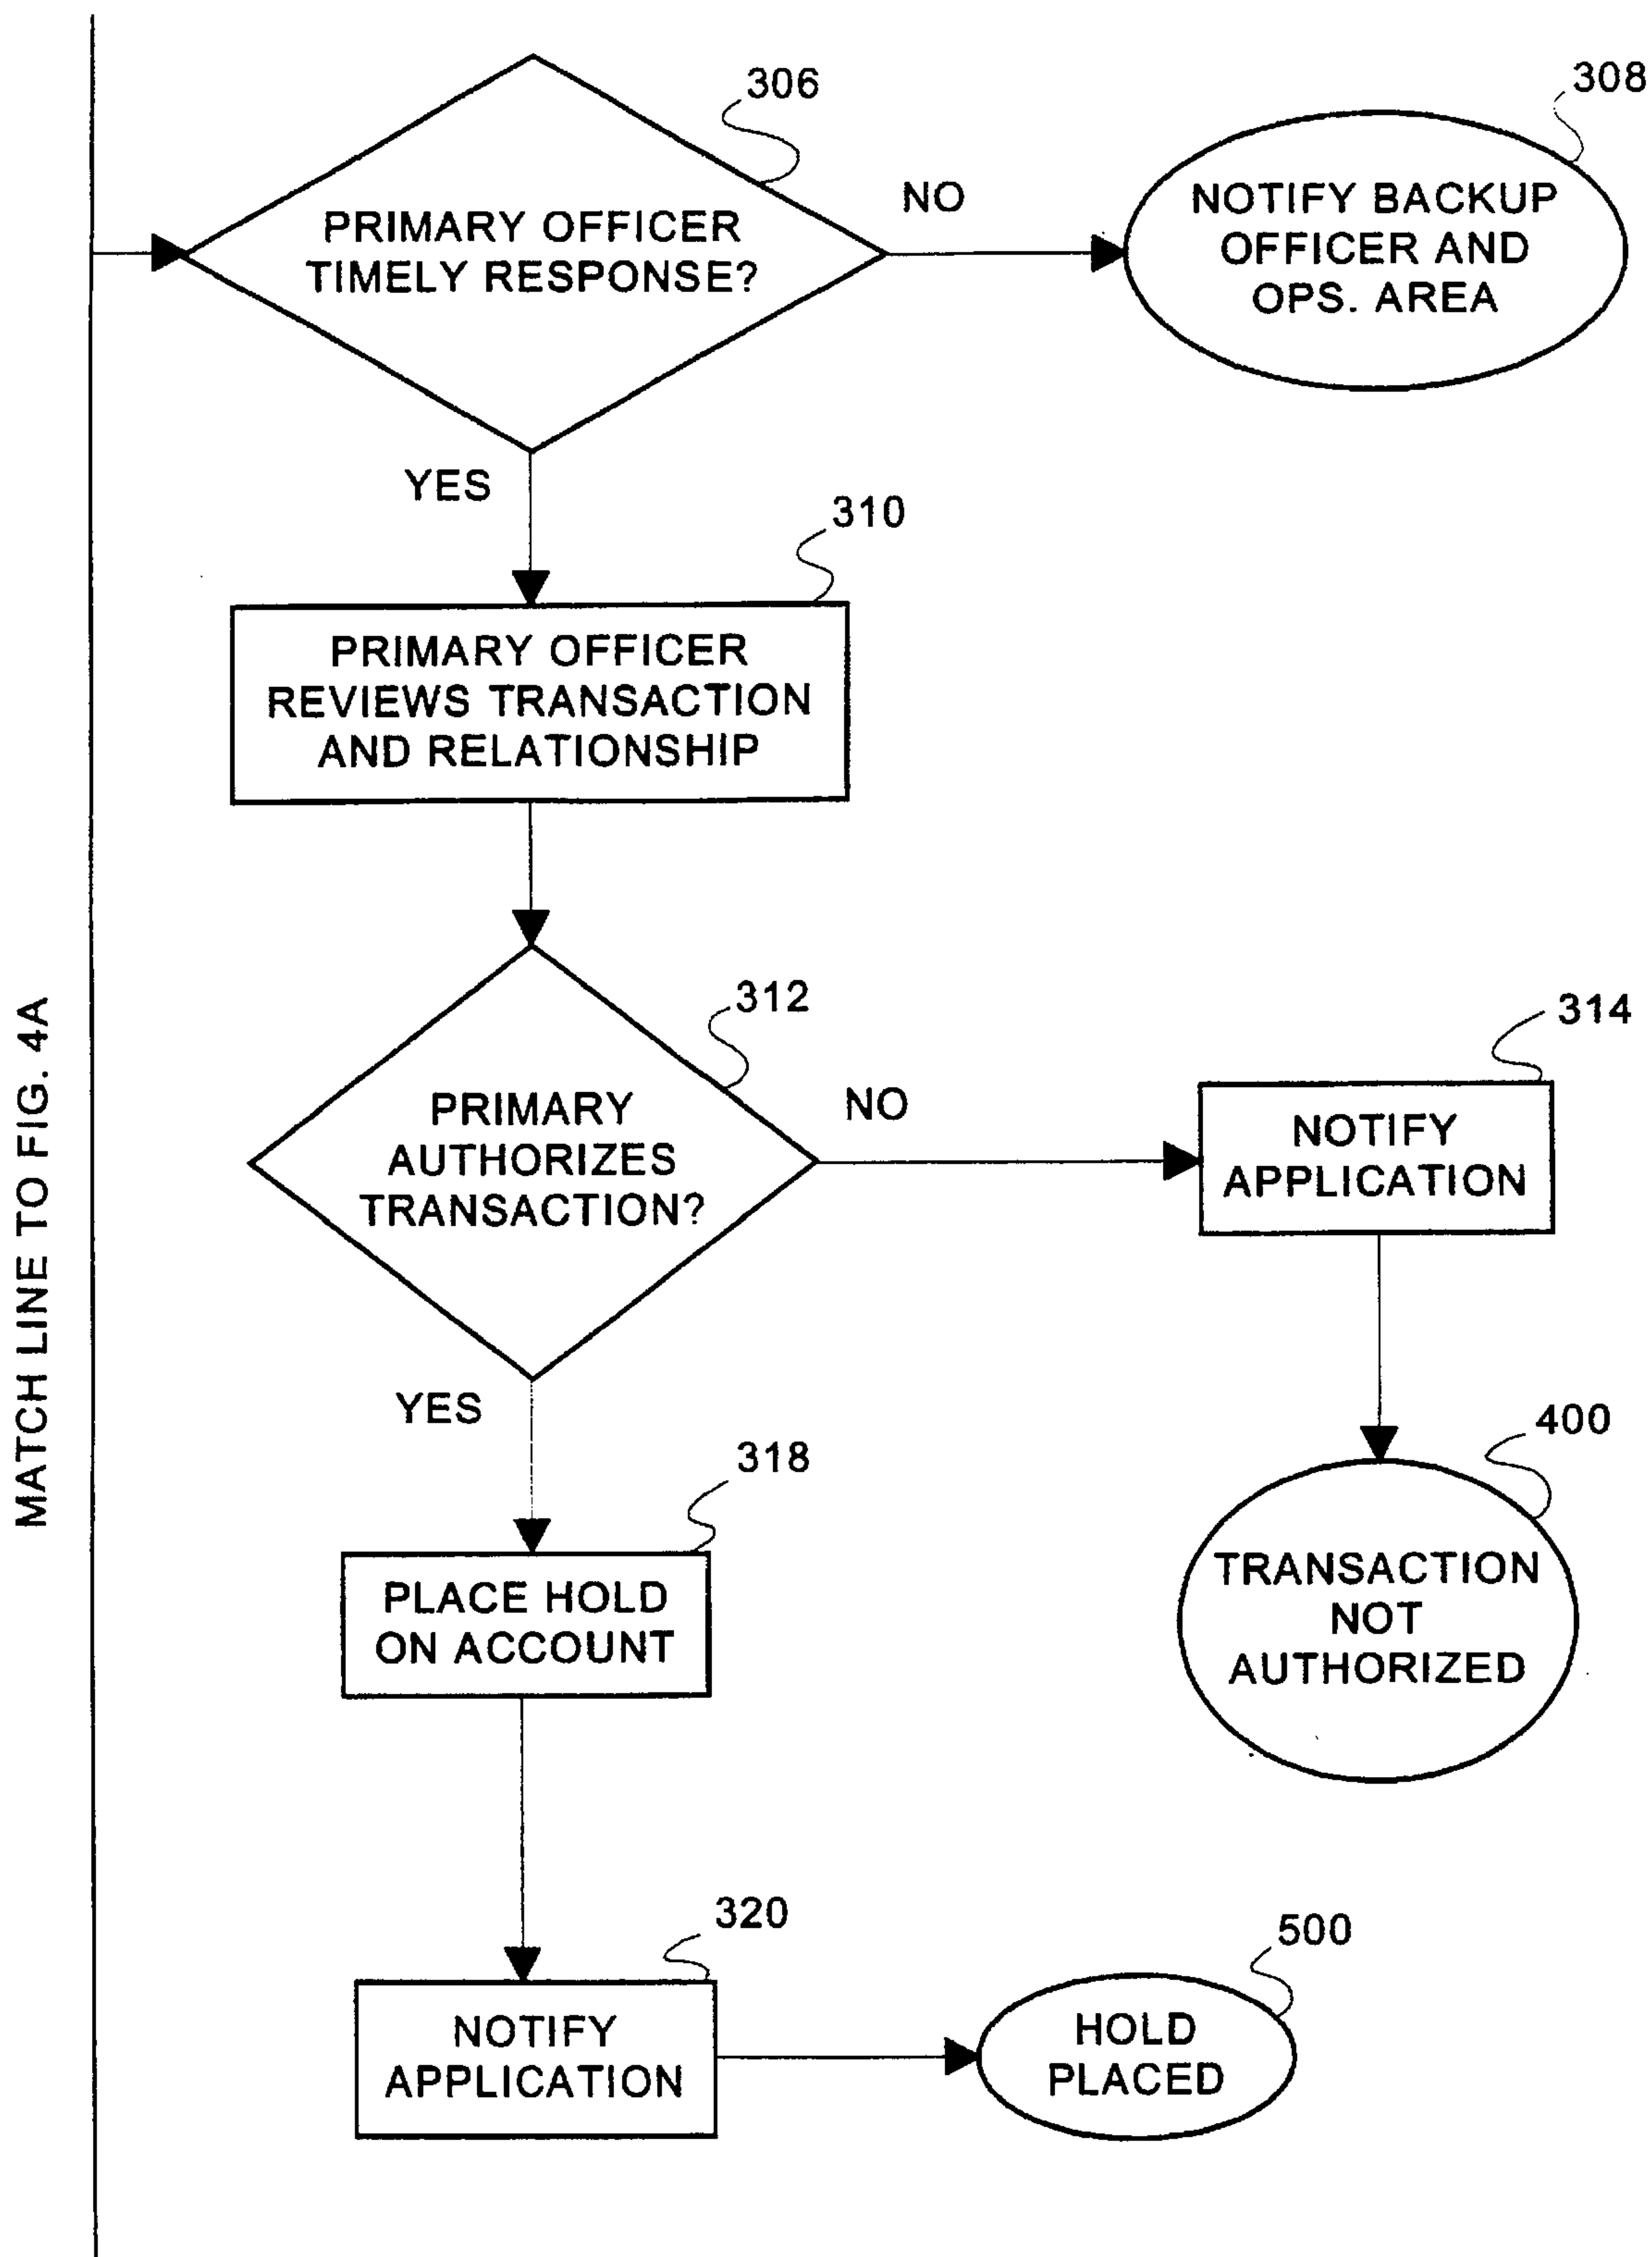 306
PRIMARY OFFICER
TIMELY RESPONSE?
NO
308
NOTIFY BACKUP
OFFICER AND
OPS. AREA
YES
310
PRIMARY OFFICER
REVIEWS TRANSACTION
AND RELATIONSHIP
312
PRIMARY
AUTHORIZES
TRANSACTION?
NO
314
NOTIFY
APPLICATION
400
TRANSACTION
NOT
AUTHORIZED
YES
318
PLACE HOLD
ON ACCOUNT
320
NOTIFY
APPLICATION
500
HOLD
PLACED
MATCH LINE TO FIG. 4A